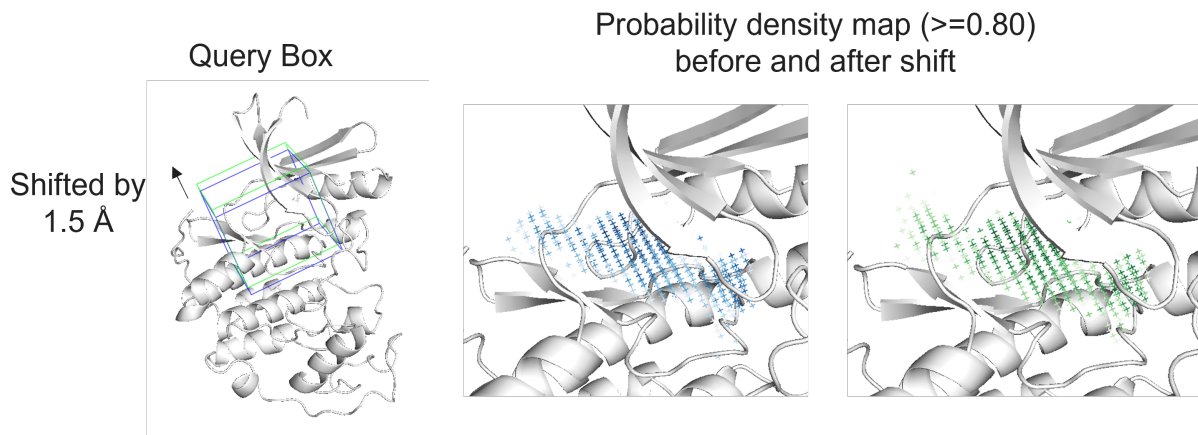 Query Box
Shifted by
1.5 Å
Probability density map (>=0.80)
before and after shift